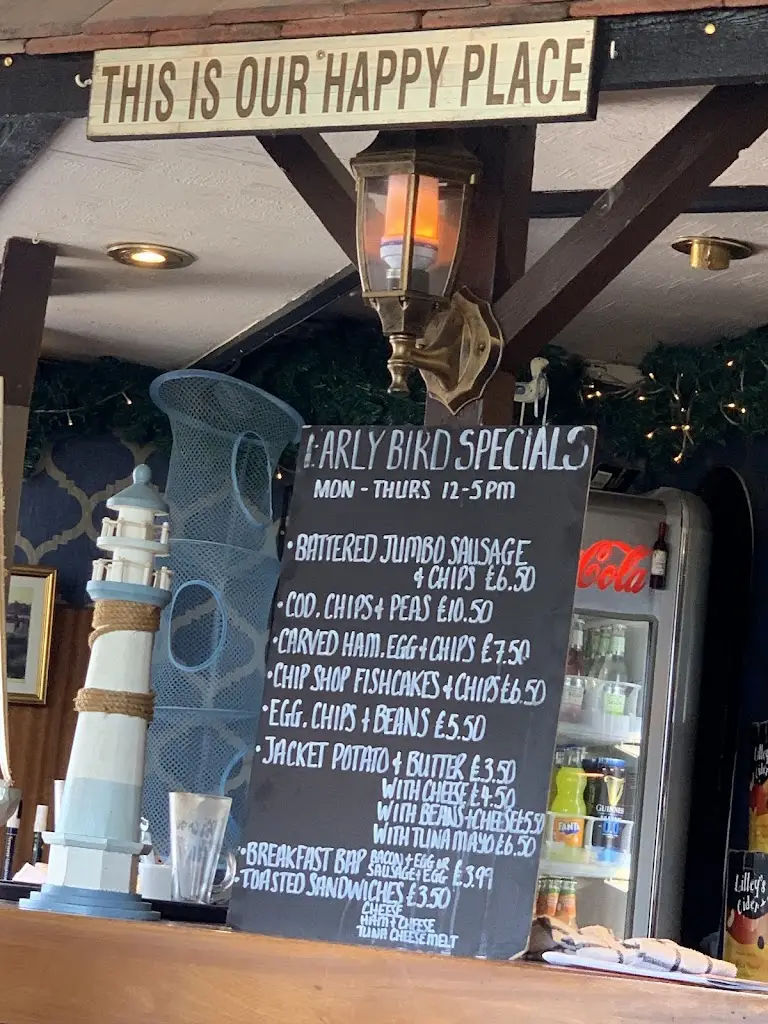 THIS IS OUR HAPPY PLACE
EARLY BIRD SPECIALS
MON - THURS 12-5PM
• BATTERED JUMBO SAUSAGE
& CHIPS £6.50
• COD, CHIPS + PEAS £10.50
• CARVED HAM, EGG + CHIPS £7.50
• CHIP SHOP FISHCAKES + CHIPS £6.50
• EGG, CHIPS + BEANS £5.50
• JACKET POTATO & BUTTER £3.50
WITH CHEESE £4.50
WITH BEANS + CHEESE £5.50
WITH TUNA MAYO £6.50
• BREAKFAST BAP BACON + EGG OR
SAUSAGE + EGG £3.99
• TOASTED SANDWICHES £3.50
CHEESE
HAM + CHEESE
TUNA CHEESE MELT
Cola
FANTA
GUINNESS
0.0
Lilley's
Cider